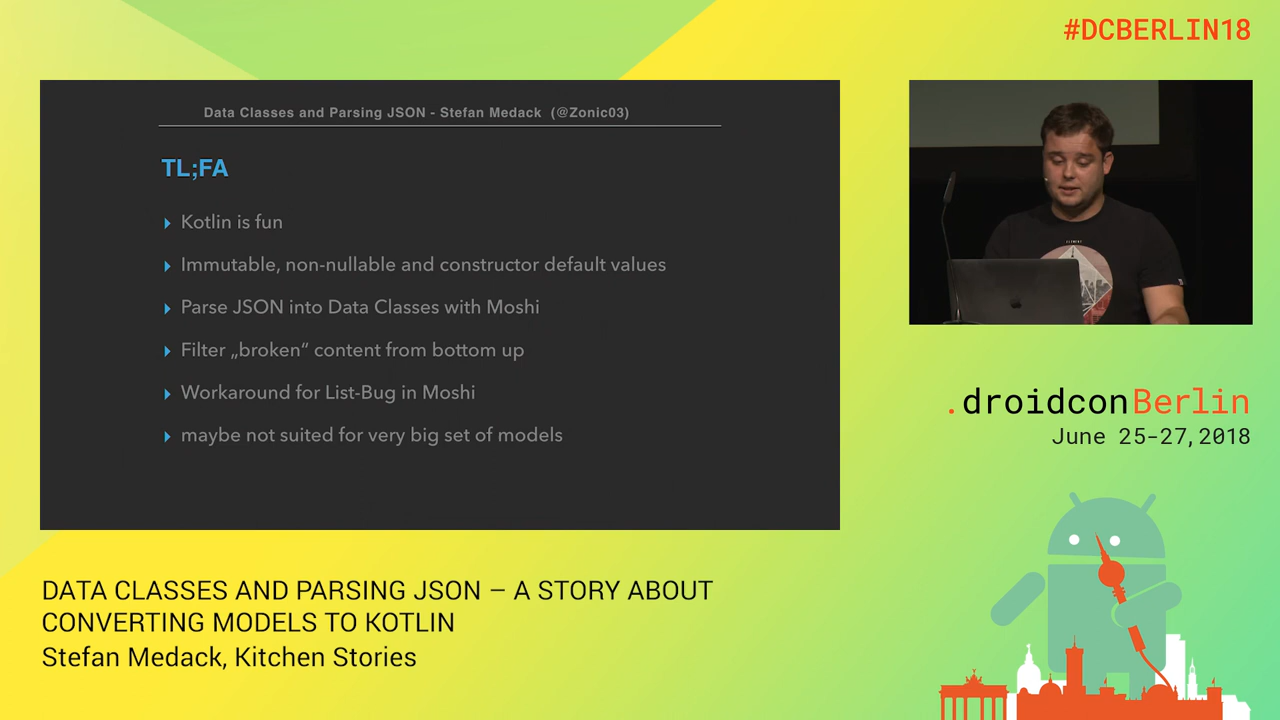 #DCBERLIN18
Data Classes and Parsing JSON - Stefan Medack (@Zonic03)
TL;FA
Kotlin is fun
Immutable, non-nullable and constructor default values
Parse JSON into Data Classes with Moshi
Filter „broken“ content from bottom up
Workaround for List-Bug in Moshi
maybe not suited for very big set of models
.droidconBerlin
June 25-27, 2018
DATA CLASSES AND PARSING JSON – A STORY ABOUT
CONVERTING MODELS TO KOTLIN
Stefan Medack, Kitchen Stories